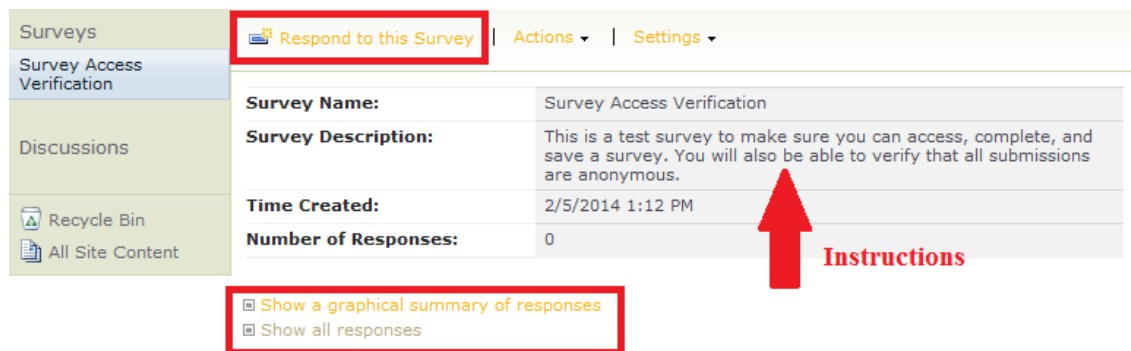 Surveys
Survey Access
Verification
Discussions
Recycle Bin
All Site Content
Respond to this Survey | Actions | Settings
Survey Name: Survey Access Verification
Survey Description: This is a test survey to make sure you can access, complete, and
save a survey. You will also be able to verify that all submissions
are anonymous.
Time Created: 2/5/2014 1:12 PM
Number of Responses: 0
Instructions
Show a graphical summary of responses
Show all responses